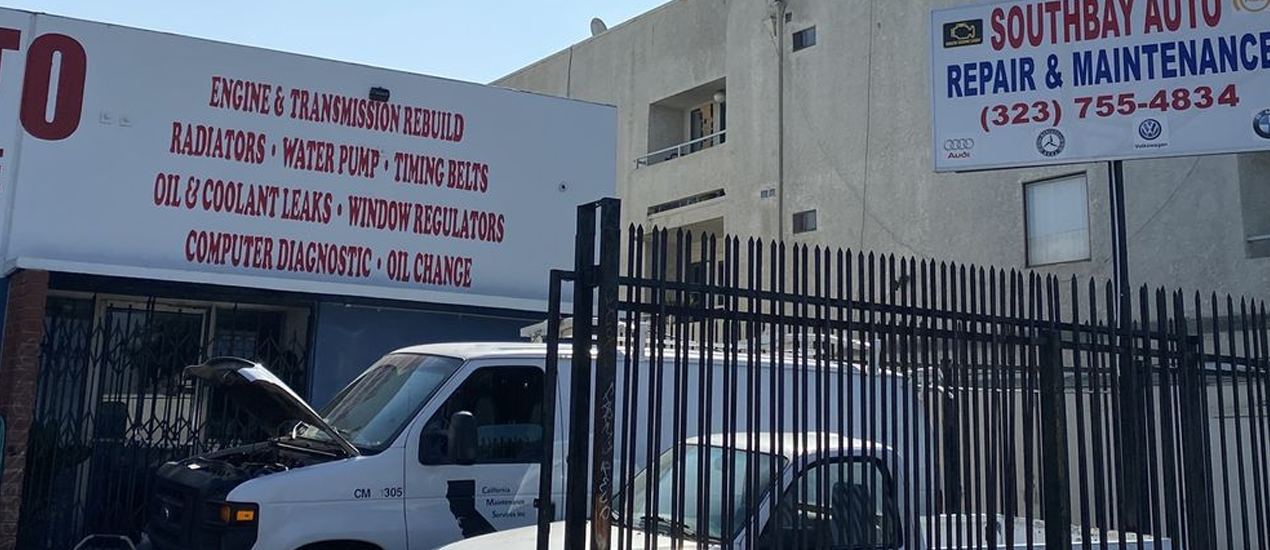 TO
ENGINE & TRANSMISSION REBUILD
RADIATORS • WATER PUMP • TIMING BELTS
OIL & COOLANT LEAKS • WINDOW REGULATORS
COMPUTER DIAGNOSTIC • OIL CHANGE
SOUTHBAY AUTO
REPAIR & MAINTENANCE
(323) 755-4834
Audi
Volkswagen
CM 1305
California
Maintenance
Services Inc